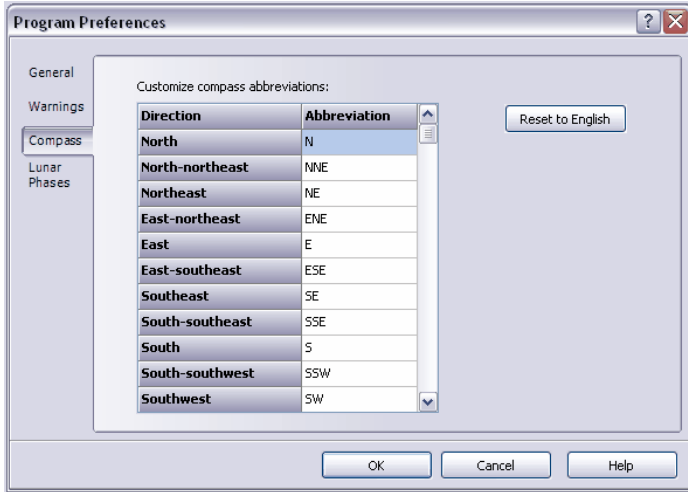 Program Preferences
General
Warnings
Compass
Lunar
Phases
Customize compass abbreviations:
Direction Abbreviation
North N
North-northeast NNE
Northeast NE
East-northeast ENE
East E
East-southeast ESE
Southeast SE
South-southeast SSE
South S
South-southwest SSW
Southwest SW
Reset to English
OK Cancel Help